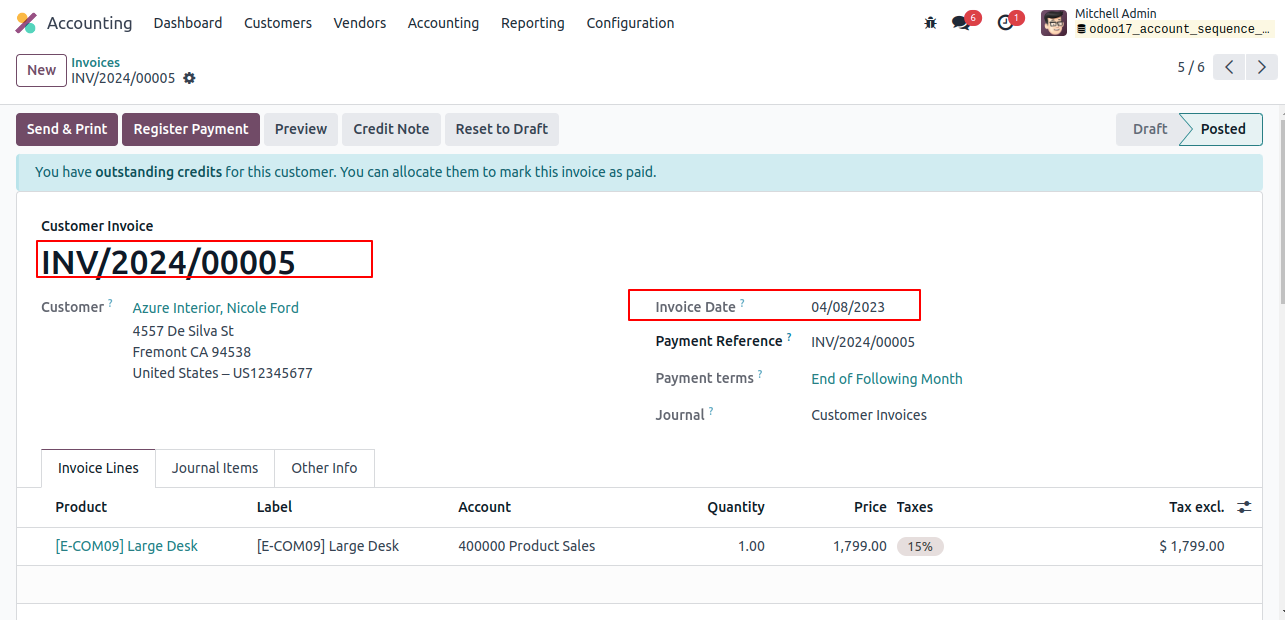 Accounting Dashboard Customers Vendors Accounting Reporting Configuration 6 1 Mitchell Admin
odoo17_account_sequence_...
New Invoices
INV/2024/00005 5 / 6
Send & Print Register Payment Preview Credit Note Reset to Draft Draft Posted
You have outstanding credits for this customer. You can allocate them to mark this invoice as paid.
Customer Invoice
INV/2024/00005
Customer ? Azure Interior, Nicole Ford Invoice Date ? 04/08/2023
4557 De Silva St
Fremont CA 94538
United States – US12345677
Payment Reference ? INV/2024/00005
Payment terms ? End of Following Month
Journal ? Customer Invoices
Invoice Lines Journal Items Other Info
Product Label Account Quantity Price Taxes Tax excl.
[E-COM09] Large Desk [E-COM09] Large Desk 400000 Product Sales 1.00 1,799.00 15% $ 1,799.00